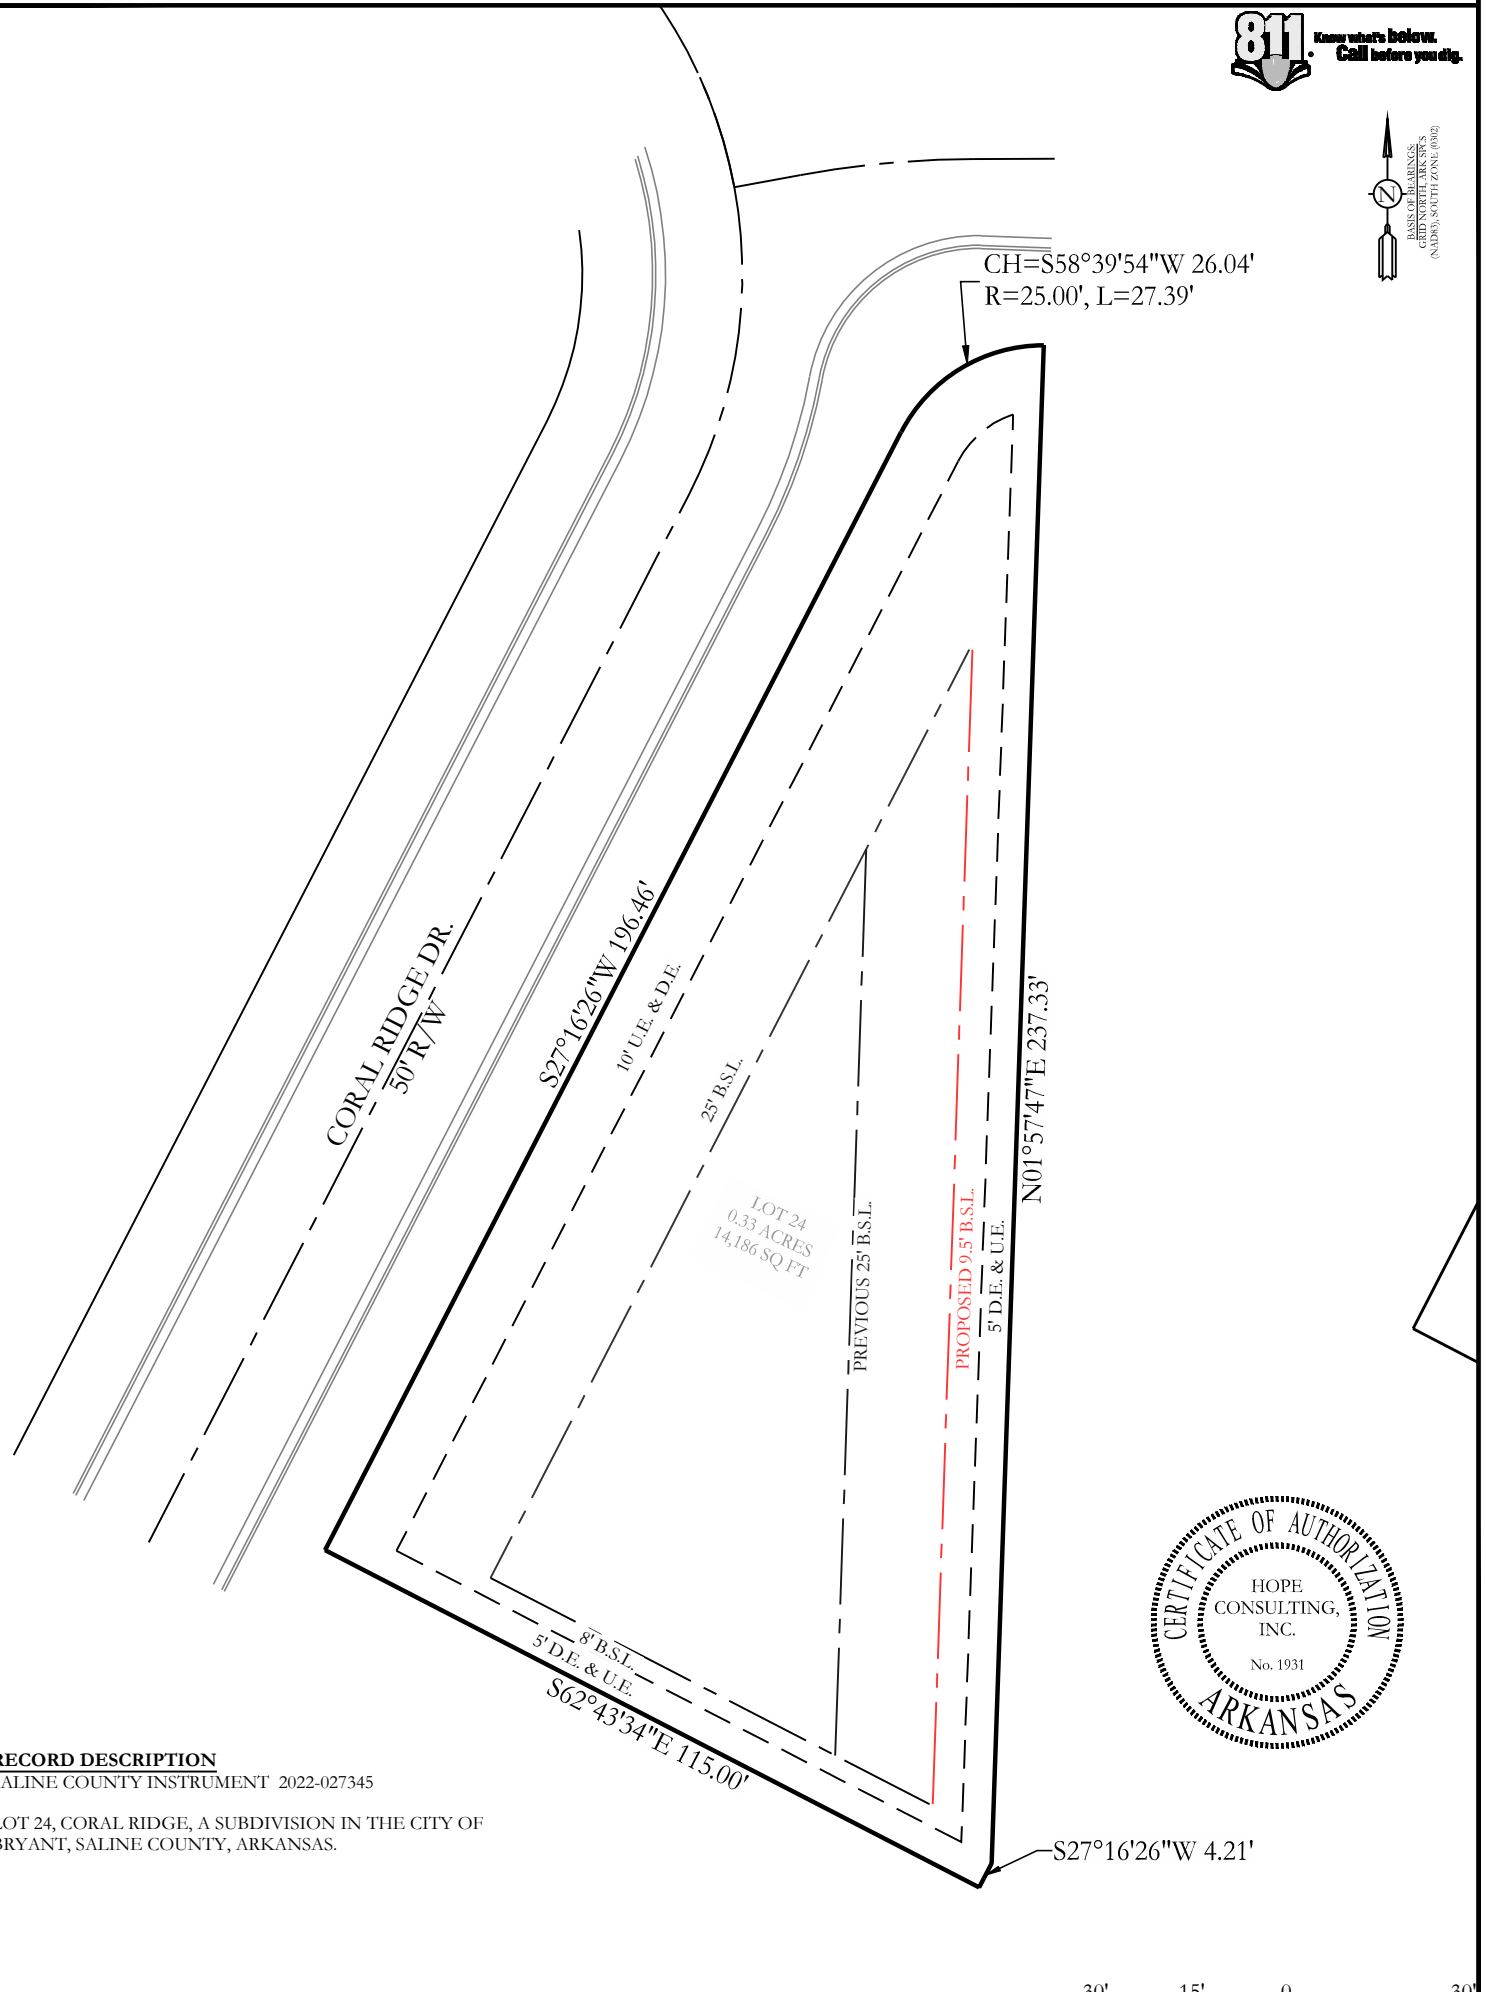 811
Know what's below.
Call before you dig.
N
BASIS OF BEARINGS:
GRID NORTH, ARK SPCS
(NAD83), SOUTH ZONE (0302)
CH=S58°39'54"W 26.04'
R=25.00', L=27.39'
S27°16'26"W 196.46'
CORAL RIDGE DR.
50' R/W
10' U.E. & D.E.
25' B.S.L.
N01°57'47"E 237.33'
LOT 24
0.33 ACRES
14,186 SQ FT
PREVIOUS 25' B.S.L.
PROPOSED 9.5' B.S.L.
5' D.E. & U.E.
CERTIFICATE OF AUTHORIZATION
HOPE
CONSULTING,
INC.
No. 1931
ARKANSAS
8' B.S.L.
5' D.E. & U.E.
S62°43'34"E 115.00'
RECORD DESCRIPTION
ALINE COUNTY INSTRUMENT 2022-027345
LOT 24, CORAL RIDGE, A SUBDIVISION IN THE CITY OF
BRYANT, SALINE COUNTY, ARKANSAS.
S27°16'26"W 4.21'
30' 15' 0 30'